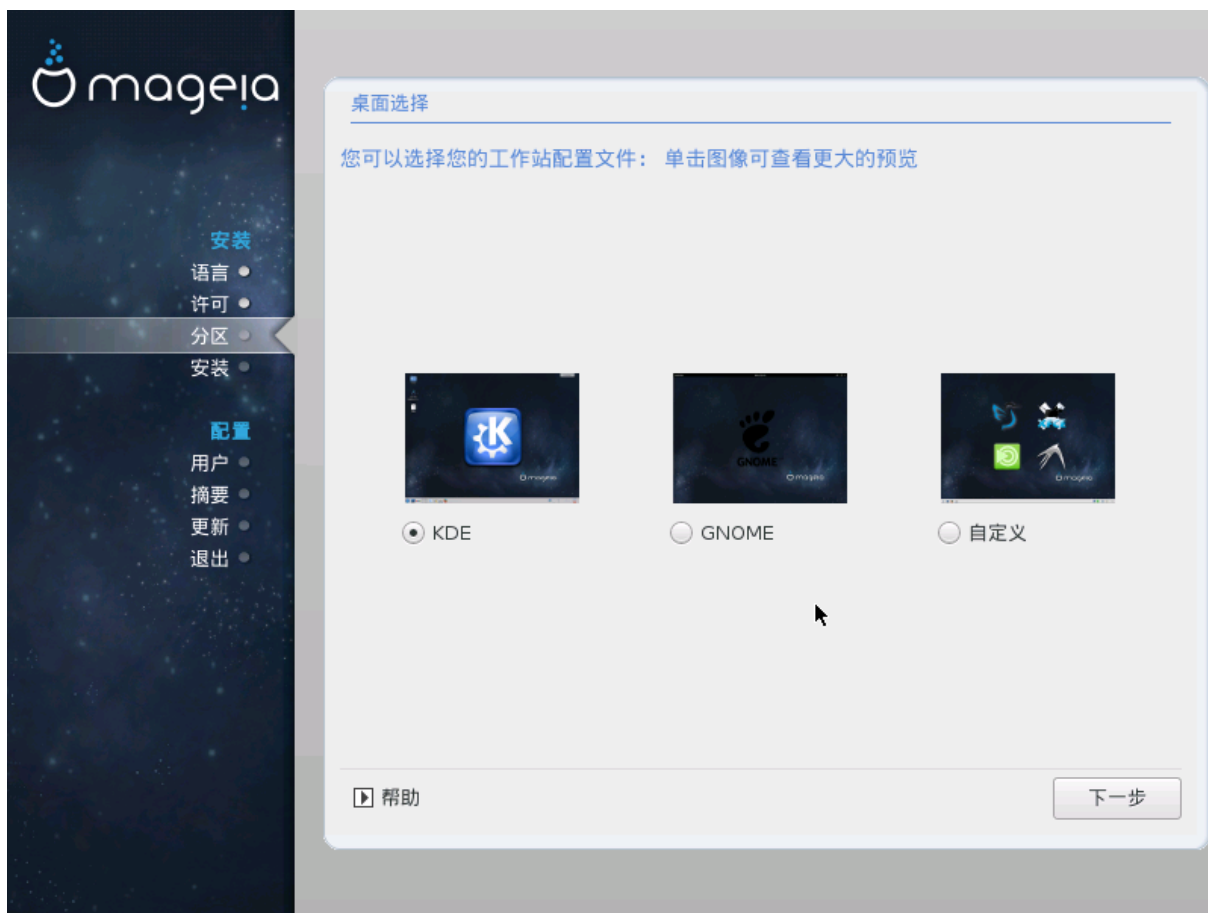 mageia
安装
语言
许可
分区
安装
配置
用户
摘要
更新
退出
桌面选择
您可以选择您的工作站配置文件: 单击图像可查看更大的预览
mageia
GNOME
mageia
mageia
KDE
GNOME
自定义
帮助
下一步